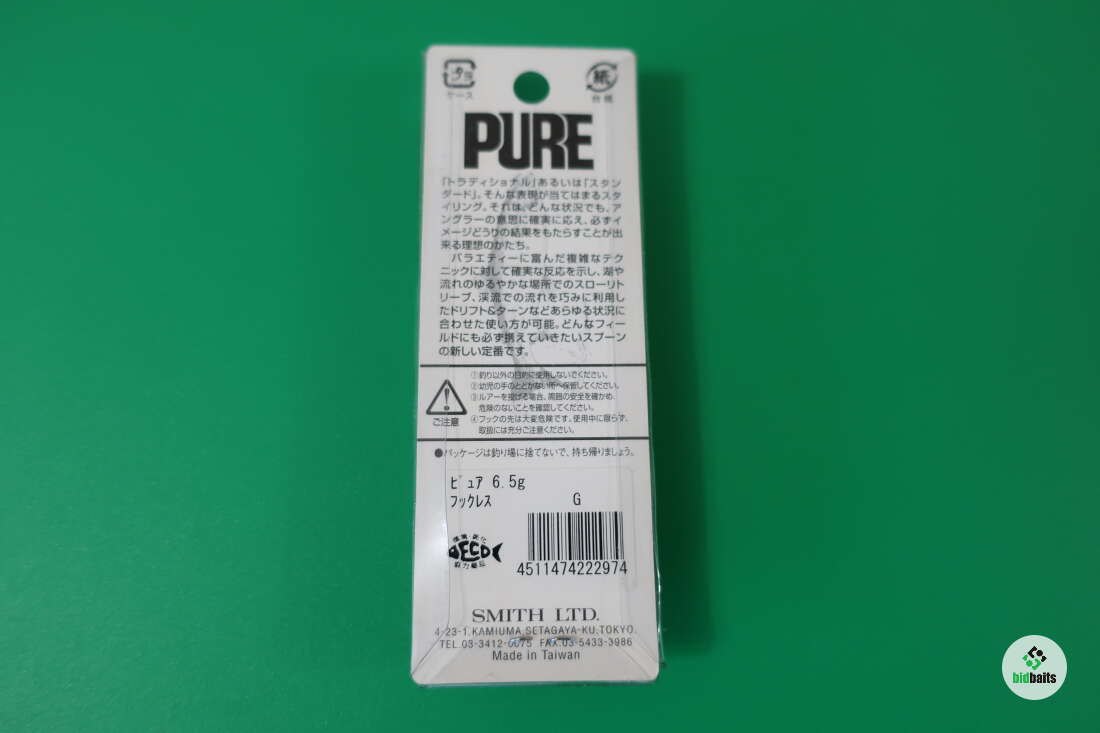 プラ
紙
ケース
台紙
PURE
「トラディショナル」あるいは「スタン
ダード」。そんな表現が当てはまるスタ
イリング。それは、どんな状況でも、ア
ングラーの意思に確実に応え、必ずイ
メージどうりの結果をもたらすことが出
来る理想のかたち。
バラエティーに富んだ複雑なテク
ニックに対して確実な反応を示し、湖や
流れのゆるやかな場所でのスローリト
リーブ、渓流での流れを巧みに利用し
たドリフト&ターンなどあらゆる状況に
合わせた使い方が可能。どんなフィー
ルドにも必ず携えていきたいスプーン
の新しい定番です。
①釣り以外の目的に使用しないでください。
②幼児の手のとどかない所へ保管してください。
③ルアーを投げる場合、周囲の安全を確かめ、
危険のないことを確認してください。
④フックの先は大変危険です。使用中に限らず、
取扱には充分ご注意ください。
ご注意
●パッケージは釣り場に捨てないで、持ち帰りましょう。
ピュア 6.5g
フックレス G
環境・進化
ECO
協力商品
4511474222974
SMITH LTD.
4-23-1.KAMIUMA,SETAGAYA-KU,TOKYO.
TEL.03-3412-0075 FAX.03-5433-3986
Made in Taiwan
bidbaits